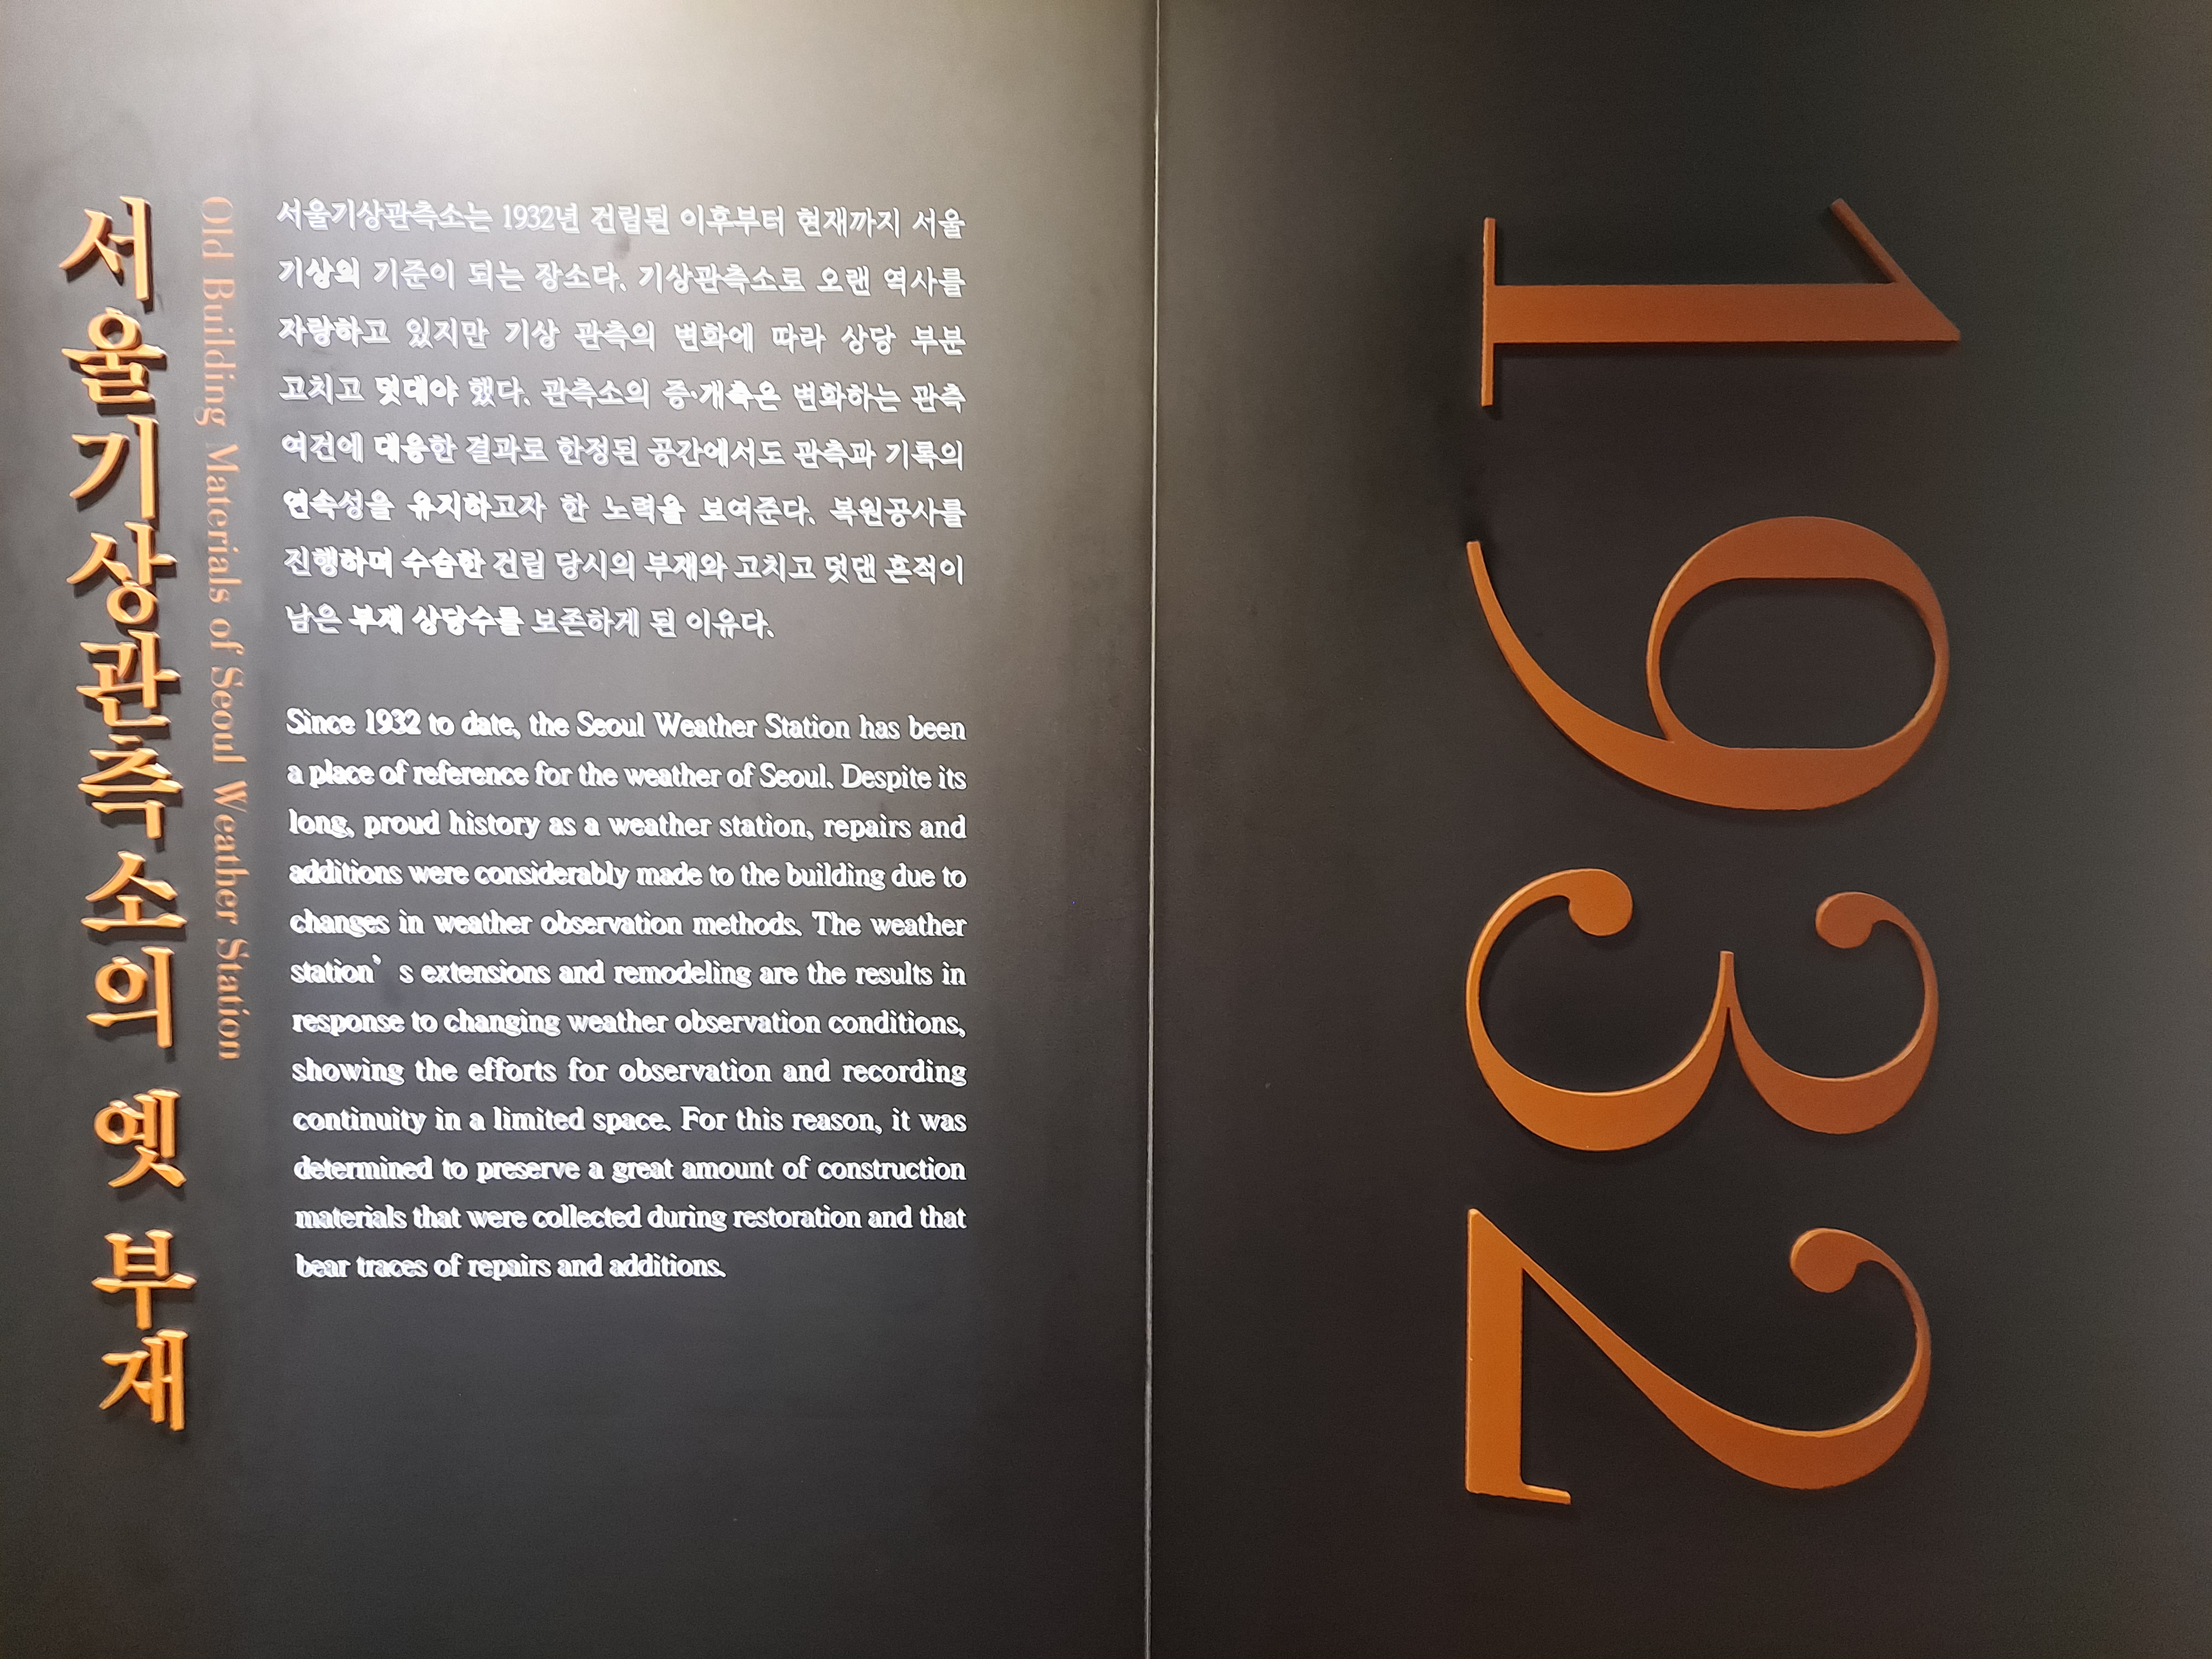 서울기상관측소의 옛 부재
Old Building Materials of Seoul Weather Station
서울기상관측소는 1932년 건립된 이후부터 현재까지 서울
기상의 기준이 되는 장소다. 기상관측소로 오랜 역사를
자랑하고 있지만 기상 관측의 변화에 따라 상당 부분
고치고 덧대야 했다. 관측소의 증·개축은 변화하는 관측
여건에 대응한 결과로 한정된 공간에서도 관측과 기록의
연속성을 유지하고자 한 노력을 보여준다. 복원공사를
진행하며 수습한 건립 당시의 부재와 고치고 덧댄 흔적이
남은 부재 상당수를 보존하게 된 이유다.
Since 1932 to date, the Seoul Weather Station has been
a place of reference for the weather of Seoul. Despite its
long, proud history as a weather station, repairs and
additions were considerably made to the building due to
changes in weather observation methods. The weather
station’ s extensions and remodeling are the results in
response to changing weather observation conditions,
showing the efforts for observation and recording
continuity in a limited space. For this reason, it was
determined to preserve a great amount of construction
materials that were collected during restoration and that
bear traces of repairs and additions.
1932